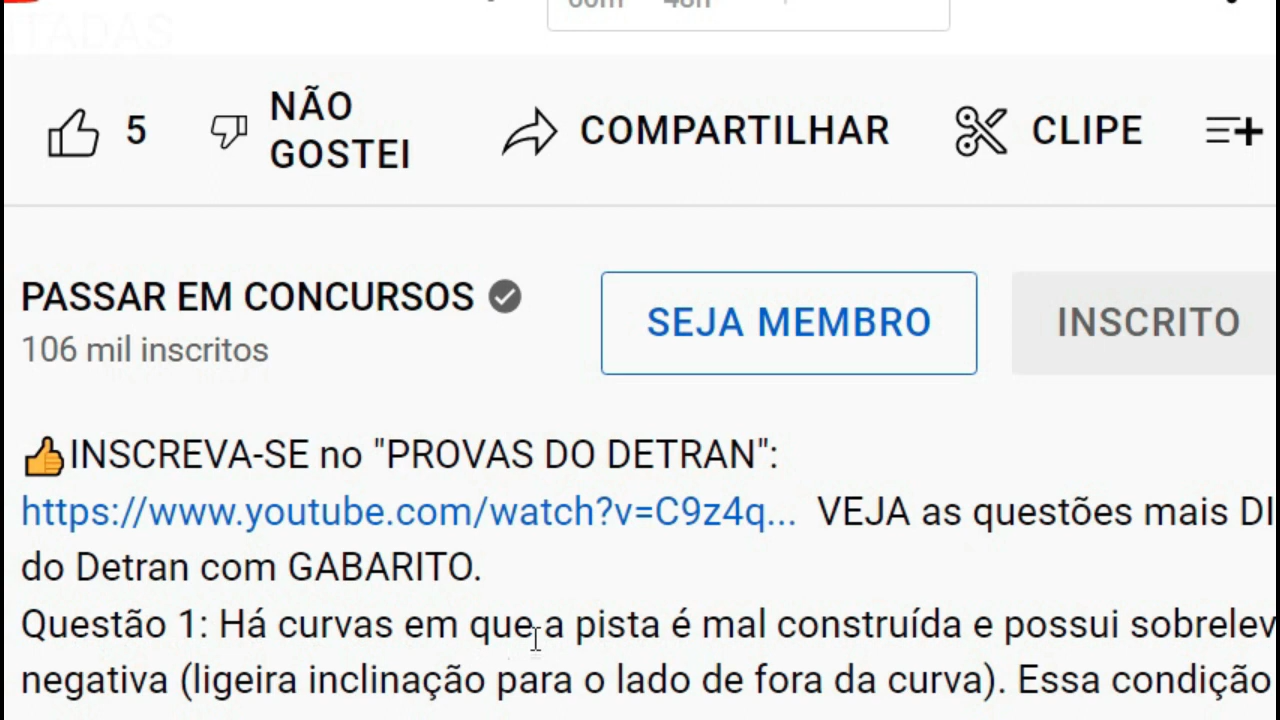 5
NÃO
GOSTEI
COMPARTILHAR
CLIPE
PASSAR EM CONCURSOS
106 mil inscritos
SEJA MEMBRO
INSCRITO
INSCREVA-SE no "PROVAS DO DETRAN":
https://www.youtube.com/watch?v=C9z4q... VEJA as questões mais DI
do Detran com GABARITO.
Questão 1: Há curvas em que a pista é mal construída e possui sobrelev
negativa (ligeira inclinação para o lado de fora da curva). Essa condição